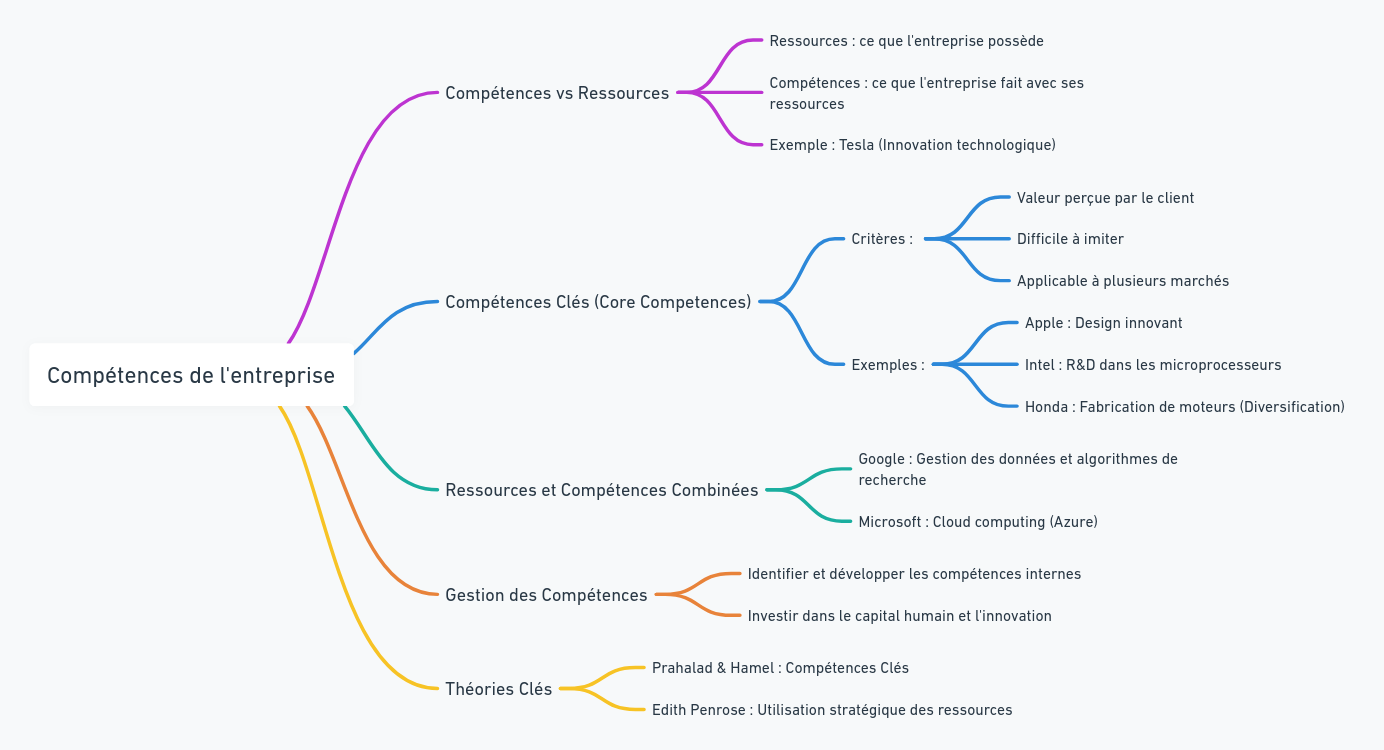 Compétences de l'entreprise
Compétences vs Ressources
Ressources : ce que l'entreprise possède
Compétences : ce que l'entreprise fait avec ses
ressources
Exemple : Tesla (Innovation technologique)
Compétences Clés (Core Competences)
Critères :
Valeur perçue par le client
Difficile à imiter
Applicable à plusieurs marchés
Exemples :
Apple : Design innovant
Intel : R&D dans les microprocesseurs
Honda : Fabrication de moteurs (Diversification)
Ressources et Compétences Combinées
Google : Gestion des données et algorithmes de
recherche
Microsoft : Cloud computing (Azure)
Gestion des Compétences
Identifier et développer les compétences internes
Investir dans le capital humain et l'innovation
Théories Clés
Prahalad & Hamel : Compétences Clés
Edith Penrose : Utilisation stratégique des ressources